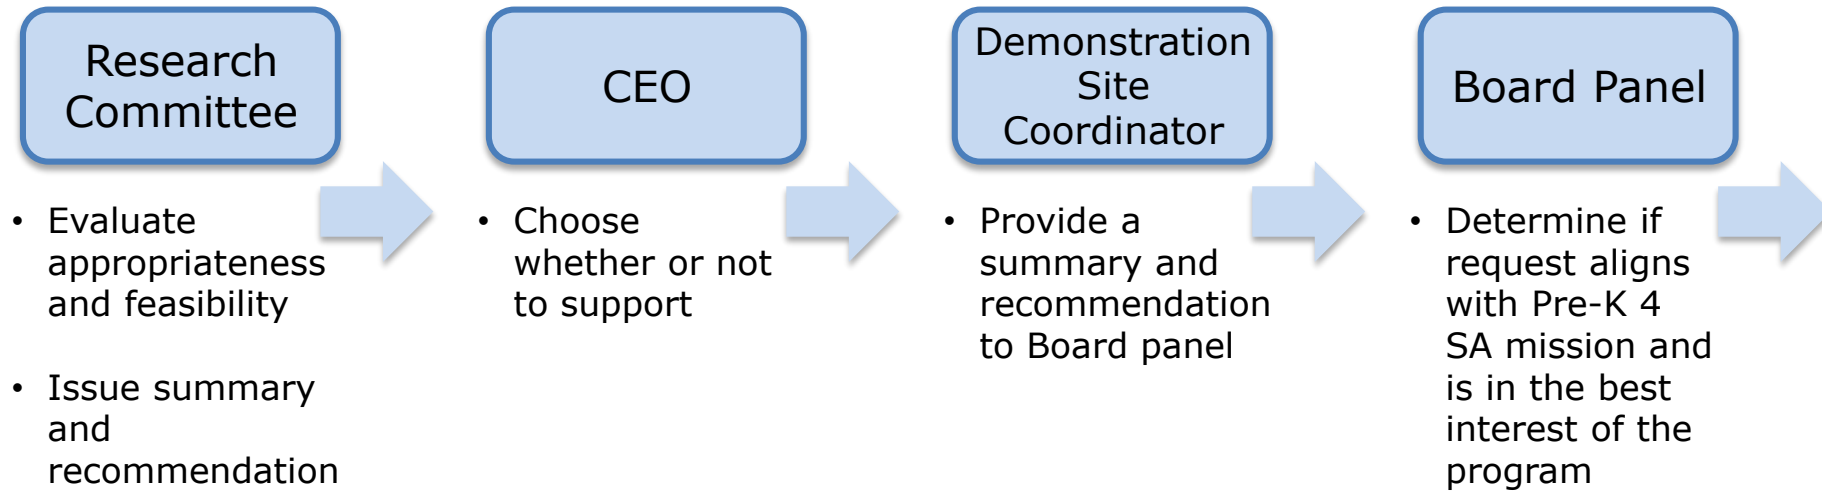 Research
Committee
• Evaluate
appropriateness
and feasibility
• Issue summary
and
recommendation
CEO
• Choose
whether or not
to support
Demonstration
Site
Coordinator
• Provide a
summary and
recommendation
to Board panel
Board Panel
• Determine if
request aligns
with Pre-K 4
SA mission and
is in the best
interest of the
program